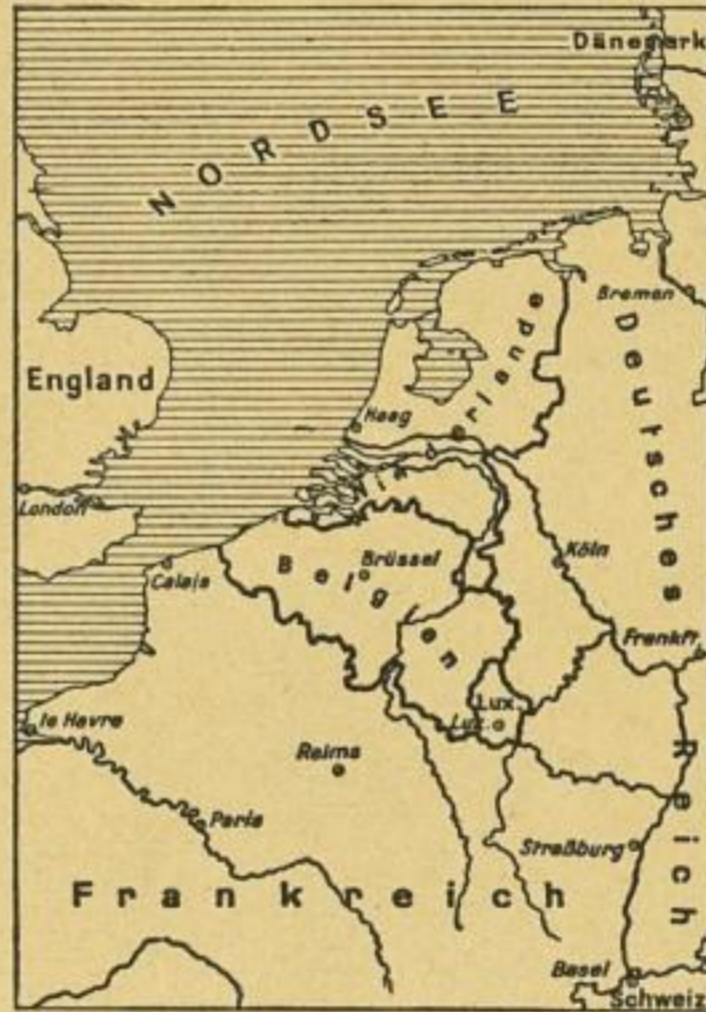 Dänemark
NORDSEE
Bremen
England
Deutsches Reich
Niederlande
Haag
London
Calais
Brüssel
Belgien
Köln
Frankft.
Lux.
Lux.
le Havre
Reims
Paris
Straßburg
Frankreich
Basel
Schweiz